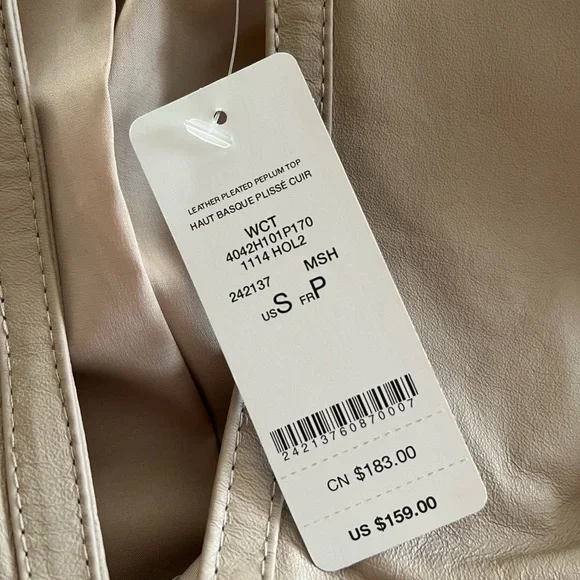 LEATHER PLEATED PEPLUM TOP
HAUT BASQUE PLISSÉ CUIR
WCT
4042H101P170
1114 HOL2
242137 MSH
US S FR P
24213760870007
CN $183.00
US $159.00